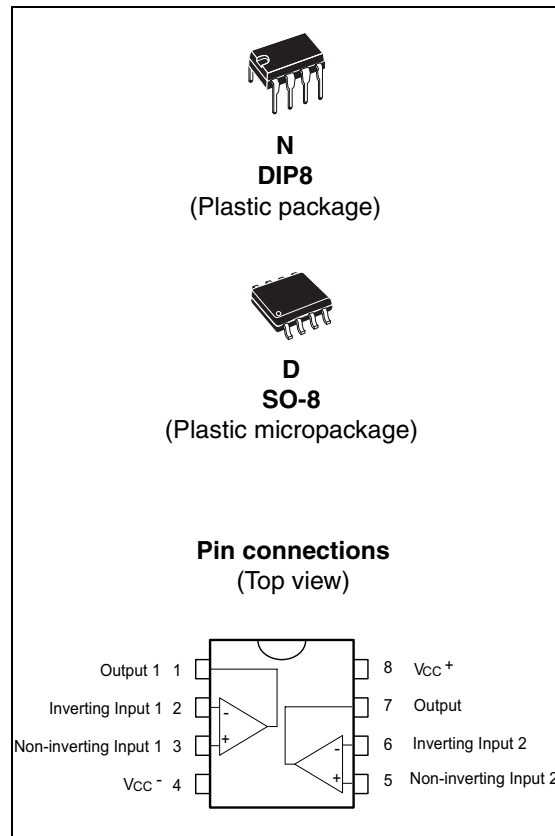 N
DIP8
(Plastic package)
D
SO-8
(Plastic micropackage)
Pin connections
(Top view)
Output 1 1
Inverting Input 1 2
Non-inverting Input 1 3
VCC - 4
8 VCC +
7 Output
6 Inverting Input 2
5 Non-inverting Input 2
-
+
-
+